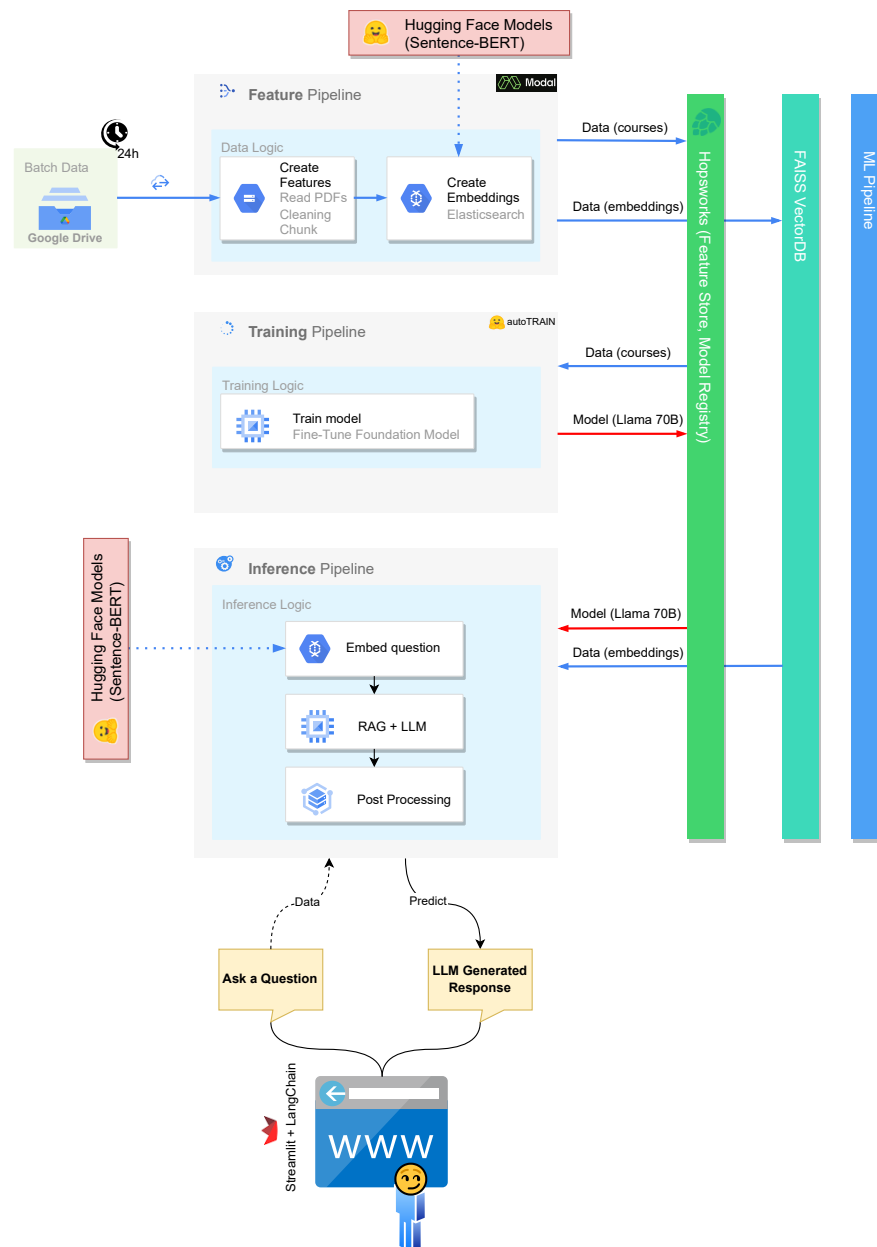 Hugging Face Models
(Sentence-BERT)
Modal
Feature Pipeline
24h
Batch Data
Google Drive
Data Logic
Create
Features
Read PDFs
Cleaning
Chunk
Create
Embeddings
Elasticsearch
Data (courses)
Data (embeddings)
Hopsworks (Feature Store, Model Registry)
FAISS VectorDB
ML Pipeline
Training Pipeline
autoTRAIN
Training Logic
Train model
Fine-Tune Foundation Model
Data (courses)
Model (Llama 70B)
Hugging Face Models
(Sentence-BERT)
Inference Pipeline
Inference Logic
Embed question
RAG + LLM
Post Processing
Model (Llama 70B)
Data (embeddings)
Data
Predict
Ask a Question
LLM Generated
Response
Streamlit + LangChain
WWW